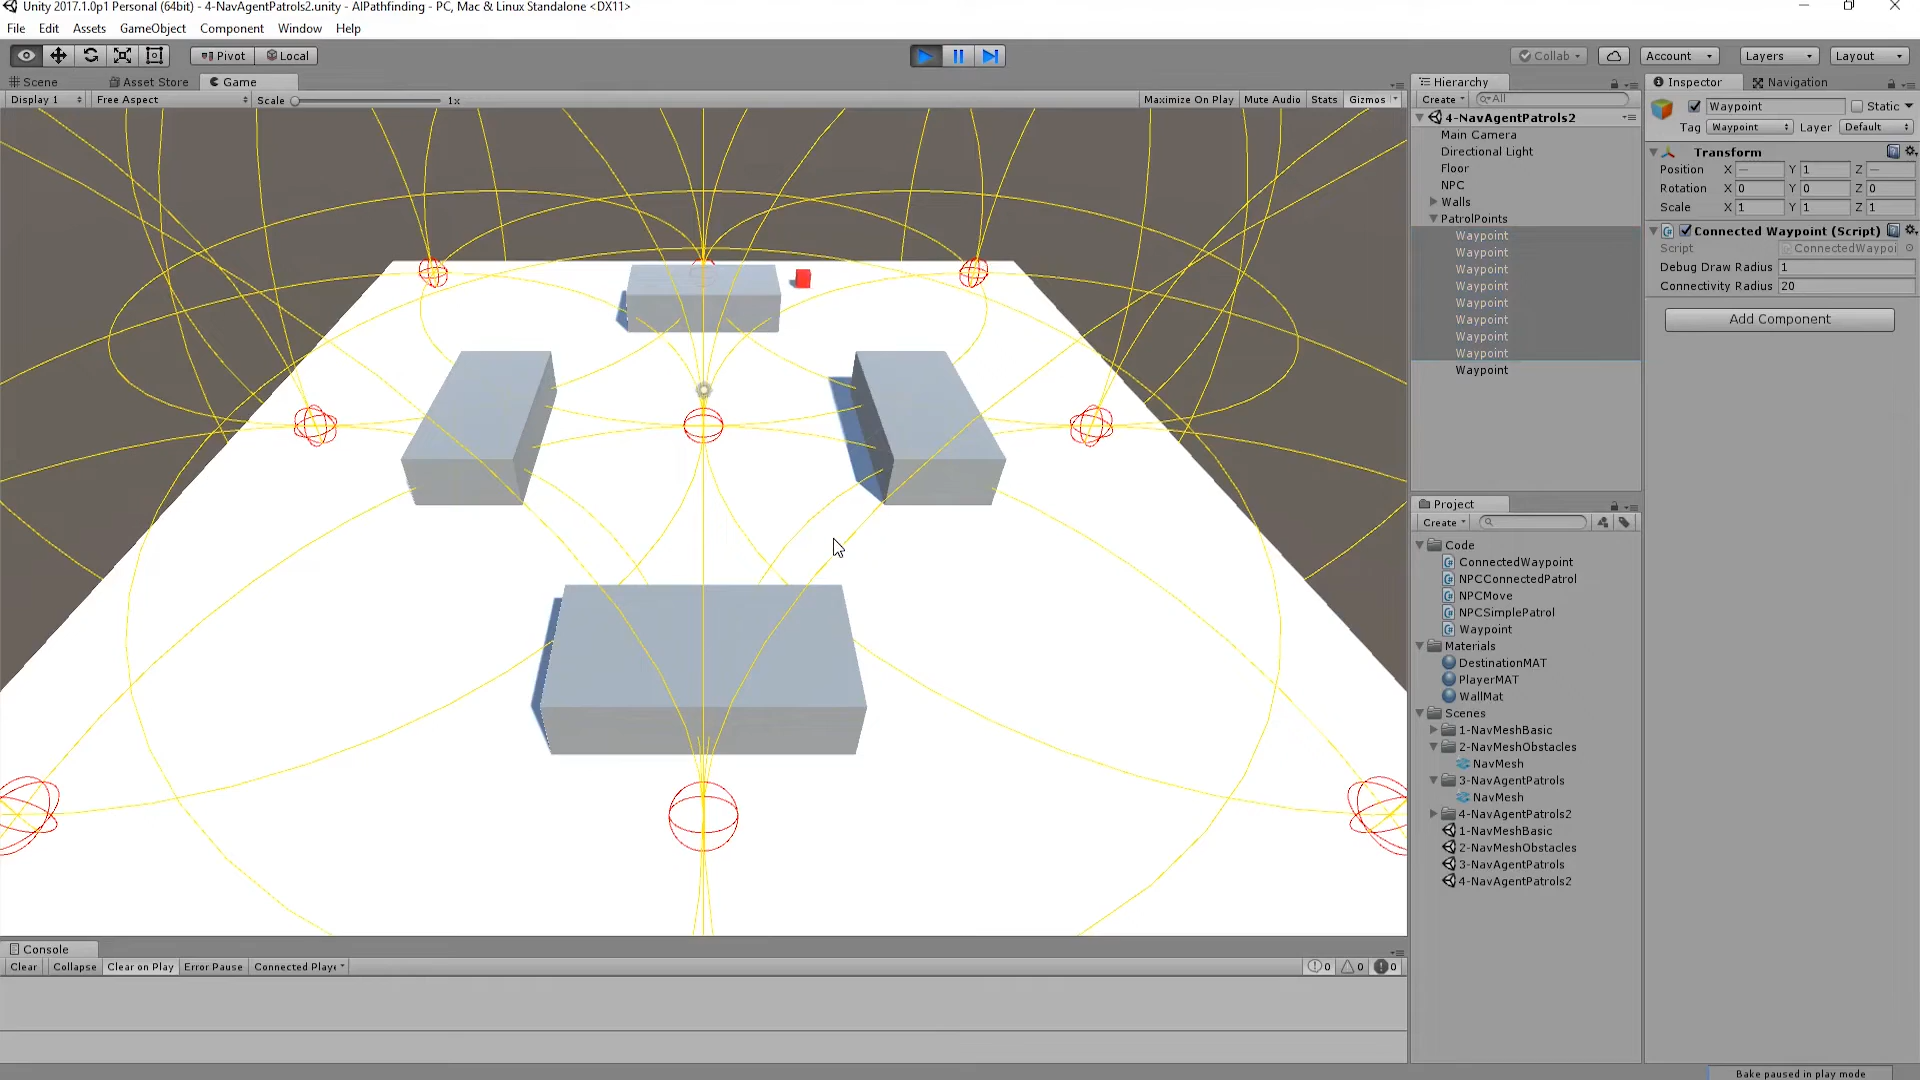 Unity 2017.1.0p1 Personal (64bit) - 4-NavAgentPatrols2.unity - AIPathfinding - PC, Mac & Linux Standalone <DX11>
File Edit Assets GameObject Component Window Help
Pivot Local Collab Account Layers Layout
Scene Asset Store Game
Display 1 Free Aspect Scale 1x Maximize On Play Mute Audio Stats Gizmos
Hierarchy
Create All
4-NavAgentPatrols2
Main Camera
Directional Light
Floor
NPC
Walls
PatrolPoints
Waypoint
Waypoint
Waypoint
Waypoint
Waypoint
Waypoint
Waypoint
Waypoint
Waypoint
Inspector Navigation
Waypoint Static
Tag Waypoint Layer Default
Transform
Position X — Y 1 Z —
Rotation X 0 Y 0 Z 0
Scale X 1 Y 1 Z 1
Connected Waypoint (Script)
Script ConnectedWaypoi
Debug Draw Radius 1
Connectivity Radius 20
Add Component
Project
Create
Code
ConnectedWaypoint
NPCConnectedPatrol
NPCMove
NPCSimplePatrol
Waypoint
Materials
DestinationMAT
PlayerMAT
WallMat
Scenes
1-NavMeshBasic
2-NavMeshObstacles
NavMesh
3-NavAgentPatrols
NavMesh
4-NavAgentPatrols2
1-NavMeshBasic
2-NavMeshObstacles
3-NavAgentPatrols
4-NavAgentPatrols2
Console
Clear Collapse Clear on Play Error Pause Connected Playe 0 0 0
Bake paused in play mode